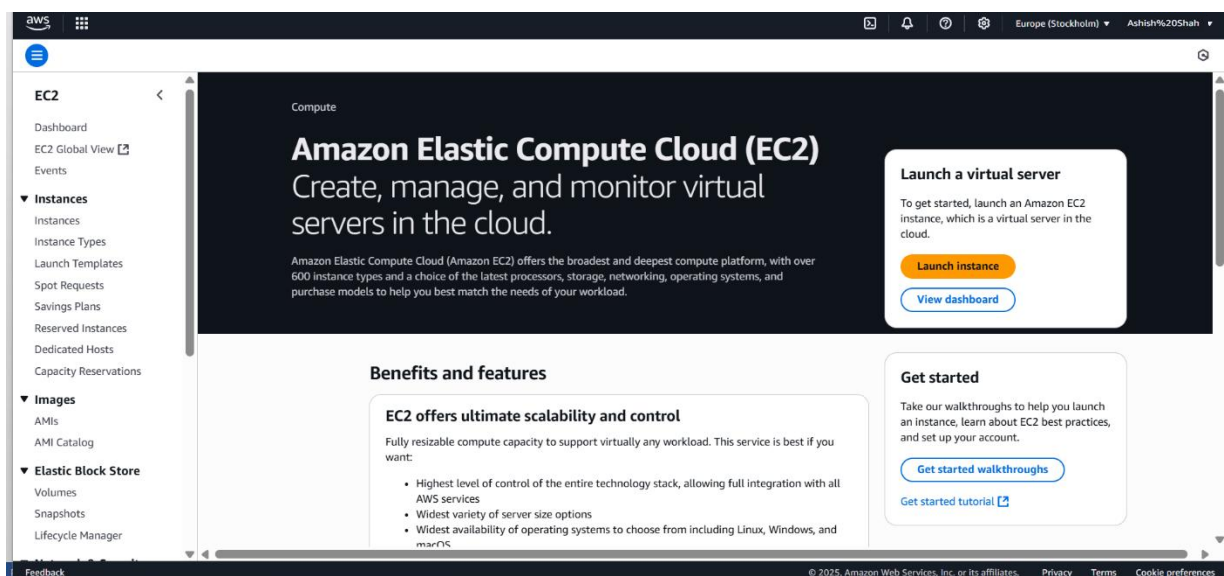 aws
Europe (Stockholm)
Ashish%20Shah
EC2
Dashboard
EC2 Global View
Events
Instances
Instances
Instance Types
Launch Templates
Spot Requests
Savings Plans
Reserved Instances
Dedicated Hosts
Capacity Reservations
Images
AMIs
AMI Catalog
Elastic Block Store
Volumes
Snapshots
Lifecycle Manager
Compute
Amazon Elastic Compute Cloud (EC2)
Create, manage, and monitor virtual
servers in the cloud.
Amazon Elastic Compute Cloud (Amazon EC2) offers the broadest and deepest compute platform, with over
600 instance types and a choice of the latest processors, storage, networking, operating systems, and
purchase models to help you best match the needs of your workload.
Launch a virtual server
To get started, launch an Amazon EC2
instance, which is a virtual server in the
cloud.
Launch instance
View dashboard
Benefits and features
EC2 offers ultimate scalability and control
Fully resizable compute capacity to support virtually any workload. This service is best if you
want:
• Highest level of control of the entire technology stack, allowing full integration with all
AWS services
• Widest variety of server size options
• Widest availability of operating systems to choose from including Linux, Windows, and
macOS
Get started
Take our walkthroughs to help you launch
an instance, learn about EC2 best practices,
and set up your account.
Get started walkthroughs
Get started tutorial
Feedback
© 2025, Amazon Web Services, Inc. or its affiliates.
Privacy
Terms
Cookie preferences